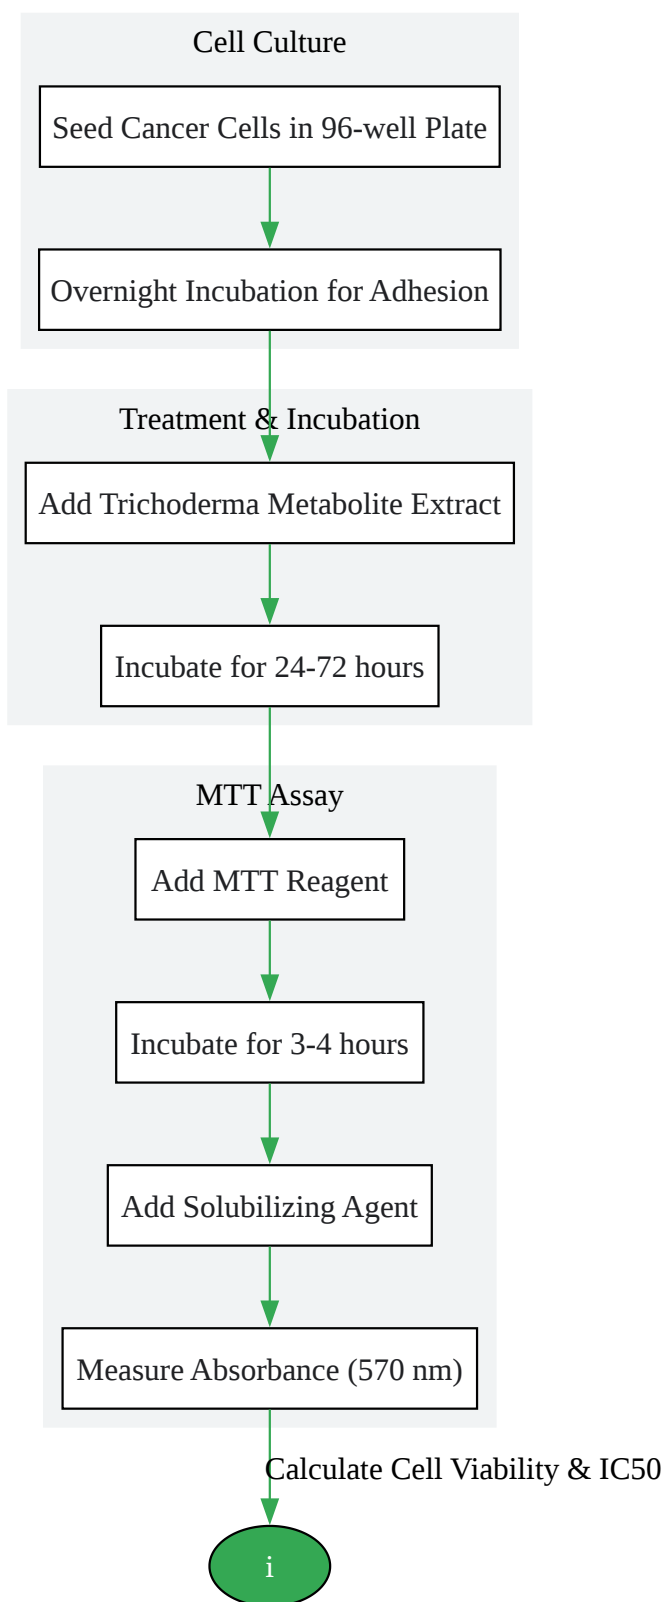 Cell Culture
Seed Cancer Cells in 96-well Plate
Overnight Incubation for Adhesion
Treatment & Incubation
Add Trichoderma Metabolite Extract
Incubate for 24-72 hours
MTT Assay
Add MTT Reagent
Incubate for 3-4 hours
Add Solubilizing Agent
Measure Absorbance (570 nm)
Calculate Cell Viability & IC50
i